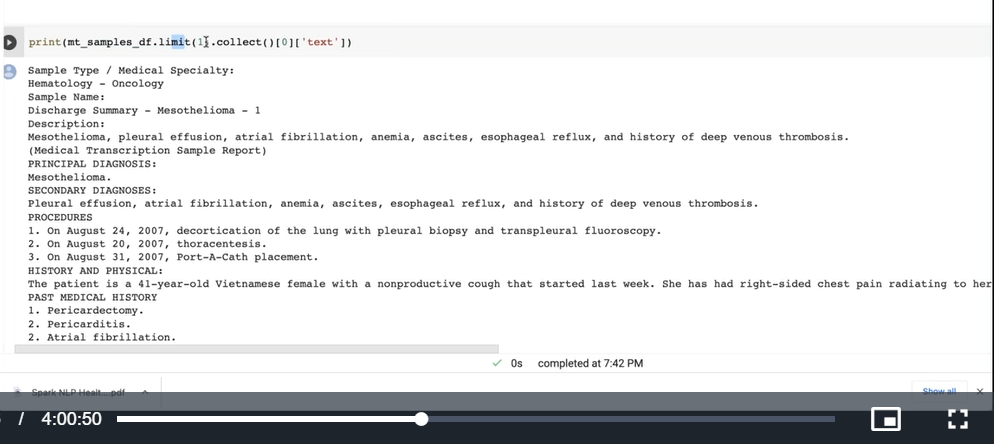 print(mt_samples_df.limit(1).collect()[0]['text'])
Sample Type / Medical Specialty:
Hematology - Oncology
Sample Name:
Discharge Summary - Mesothelioma - 1
Description:
Mesothelioma, pleural effusion, atrial fibrillation, anemia, ascites, esophageal reflux, and history of deep venous thrombosis.
(Medical Transcription Sample Report)
PRINCIPAL DIAGNOSIS:
Mesothelioma.
SECONDARY DIAGNOSES:
Pleural effusion, atrial fibrillation, anemia, ascites, esophageal reflux, and history of deep venous thrombosis.
PROCEDURES
1. On August 24, 2007, decortication of the lung with pleural biopsy and transpleural fluoroscopy.
2. On August 20, 2007, thoracentesis.
3. On August 31, 2007, Port-A-Cath placement.
HISTORY AND PHYSICAL:
The patient is a 41-year-old Vietnamese female with a nonproductive cough that started last week. She has had right-sided chest pain radiating to her
PAST MEDICAL HISTORY
1. Pericardectomy.
2. Pericarditis.
2. Atrial fibrillation.
0s completed at 7:42 PM
Spark NLP Healt....pdf
Show all
/ 4:00:50